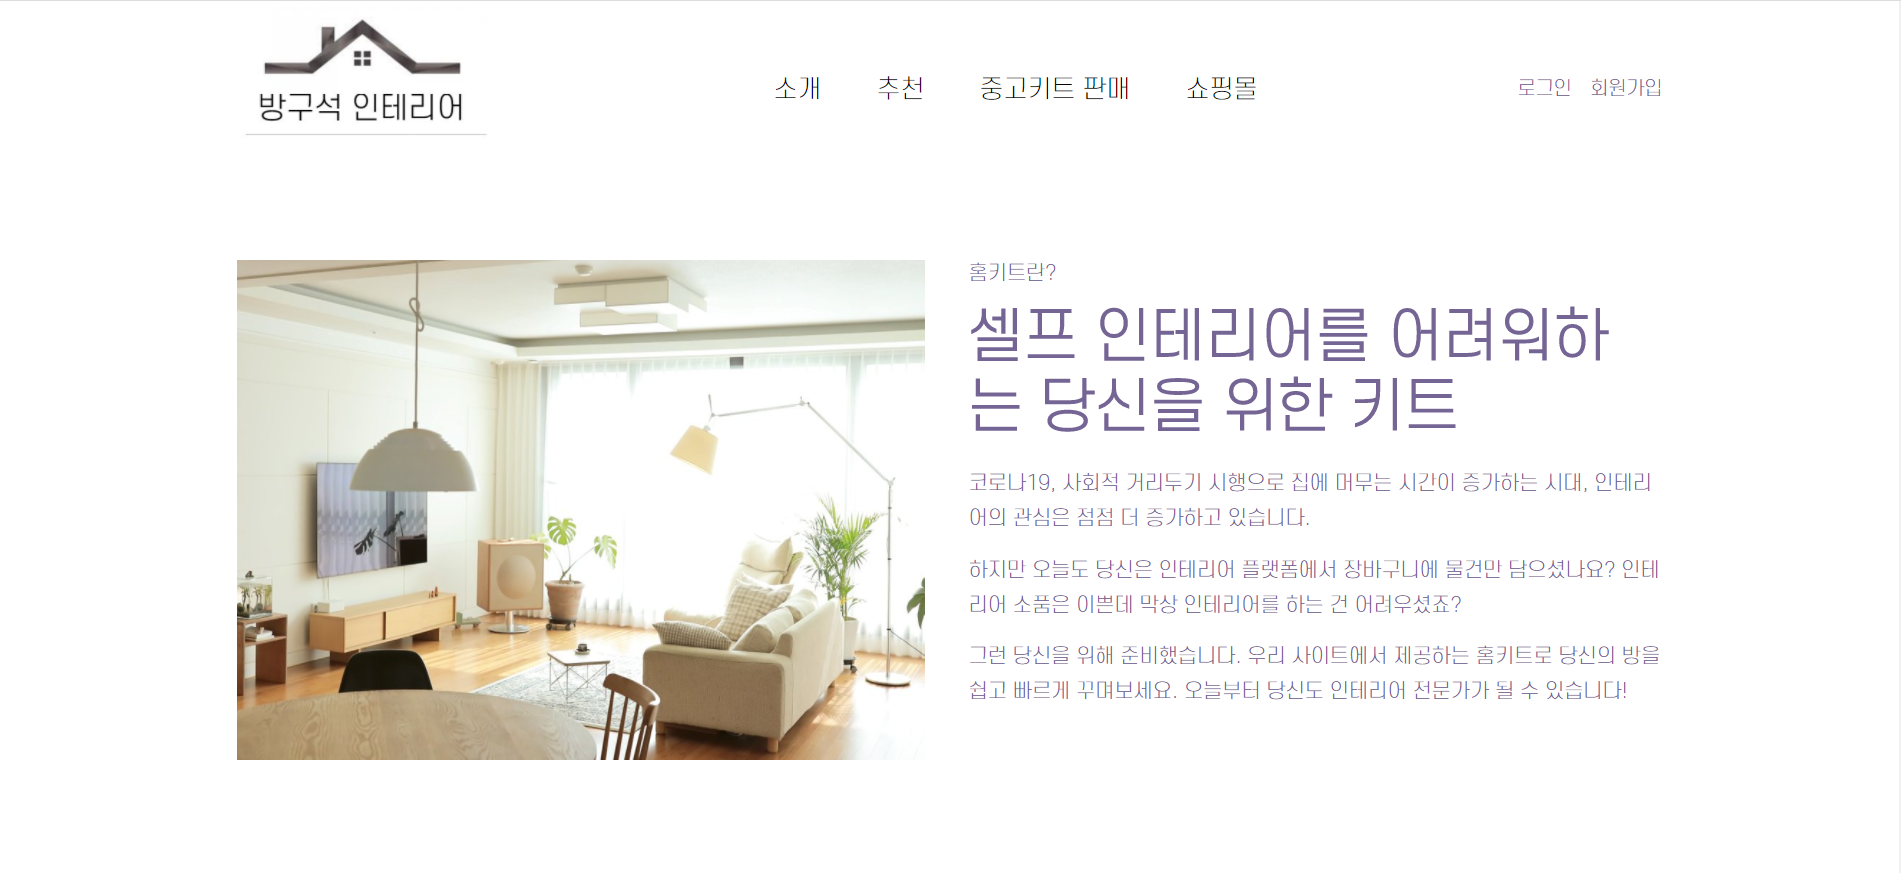 방구석 인테리어
소개 추천 중고키트 판매 쇼핑몰
로그인 회원가입
홈키트란?
셀프 인테리어를 어려워하
는 당신을 위한 키트
코로나19, 사회적 거리두기 시행으로 집에 머무는 시간이 증가하는 시대, 인테리
어의 관심은 점점 더 증가하고 있습니다.
하지만 오늘도 당신은 인테리어 플랫폼에서 장바구니에 물건만 담으셨나요? 인테
리어 소품은 이쁜데 막상 인테리어를 하는 건 어려우셨죠?
그런 당신을 위해 준비했습니다. 우리 사이트에서 제공하는 홈키트로 당신의 방을
쉽고 빠르게 꾸며보세요. 오늘부터 당신도 인테리어 전문가가 될 수 있습니다!